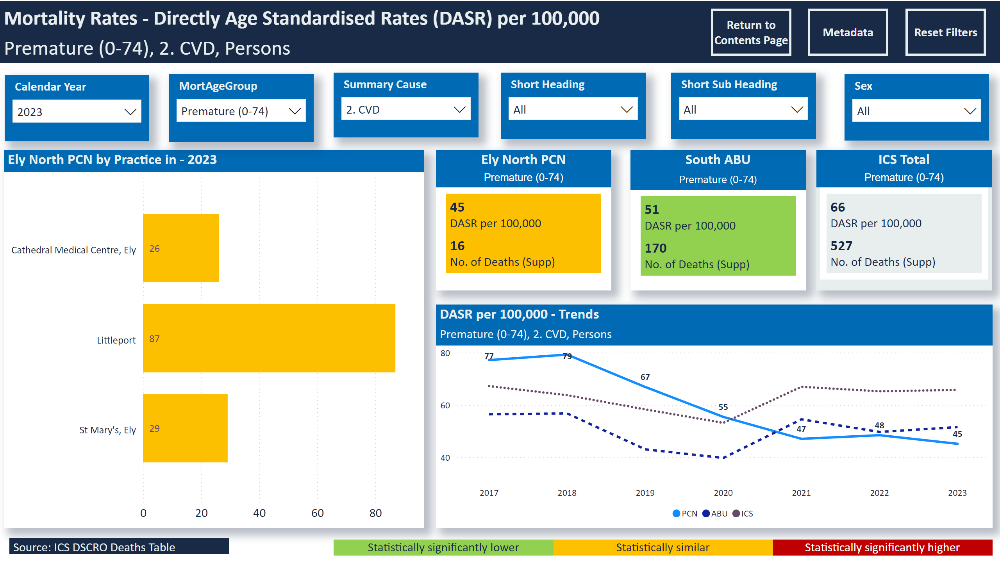 Mortality Rates - Directly Age Standardised Rates (DASR) per 100,000
Premature (0-74), 2. CVD, Persons
Return to
Contents Page
Metadata
Reset Filters
Calendar Year
2023
MortAgeGroup
Premature (0-74)
Summary Cause
2. CVD
Short Heading
All
Short Sub Heading
All
Sex
All
Ely North PCN by Practice in - 2023
Cathedral Medical Centre, Ely
26
Littleport
87
St Mary's, Ely
29
0 20 40 60 80
Ely North PCN
Premature (0-74)
45
DASR per 100,000
16
No. of Deaths (Supp)
South ABU
Premature (0-74)
51
DASR per 100,000
170
No. of Deaths (Supp)
ICS Total
Premature (0-74)
66
DASR per 100,000
527
No. of Deaths (Supp)
DASR per 100,000 - Trends
Premature (0-74), 2. CVD, Persons
80
60
40
77 79 67 55 47 48 45
2017 2018 2019 2020 2021 2022 2023
PCN ABU ICS
Source: ICS DSCRO Deaths Table
Statistically significantly lower
Statistically similar
Statistically significantly higher